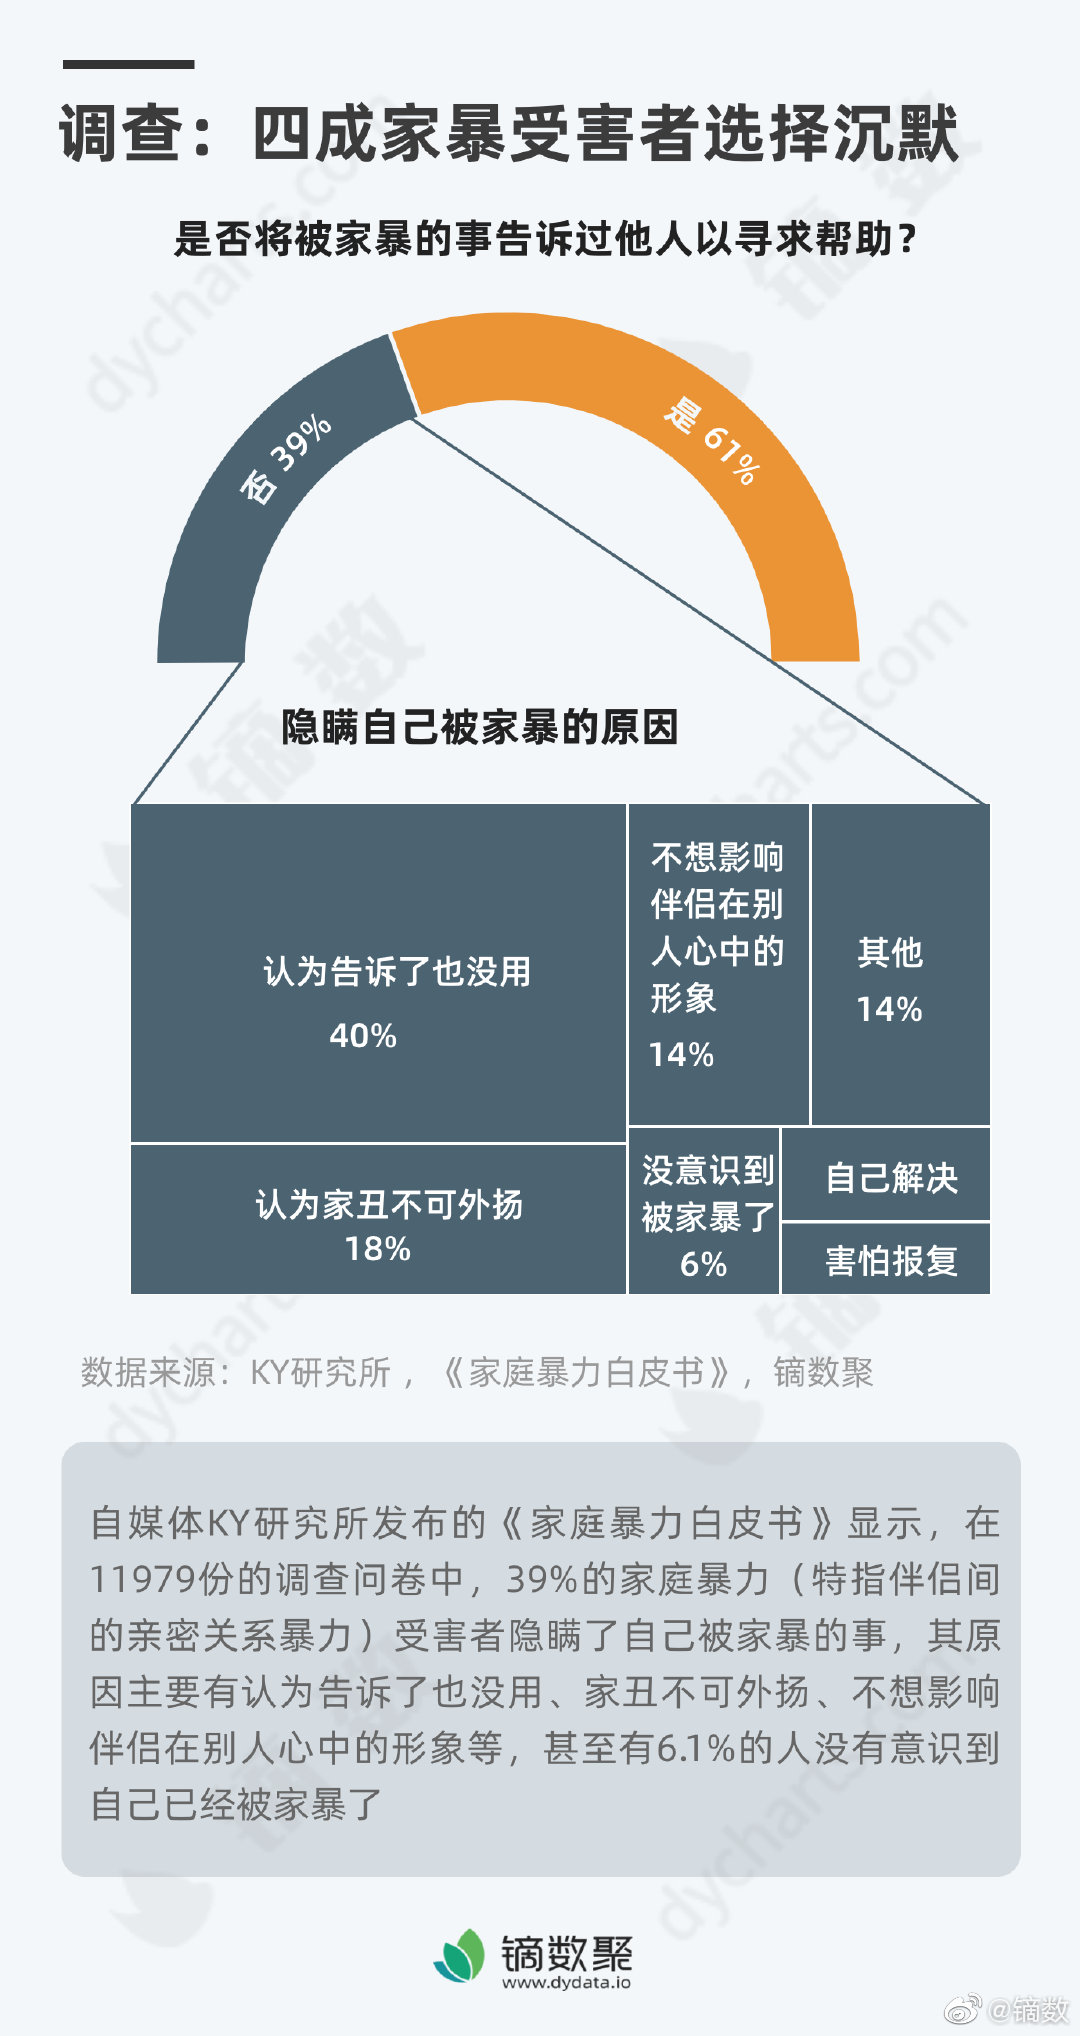 调查：四成家暴受害者选择沉默
是否将被家暴的事告诉过他人以寻求帮助？
否 39%
是 61%
隐瞒自己被家暴的原因
认为告诉了也没用
40%
不想影响
伴侣在别
人心中的
形象
14%
其他
14%
认为家丑不可外扬
18%
没意识到
被家暴了
6%
自己解决
害怕报复
数据来源：KY研究所，《家庭暴力白皮书》，镝数聚
自媒体KY研究所发布的《家庭暴力白皮书》显示，在
11979份的调查问卷中，39%的家庭暴力（特指伴侣间
的亲密关系暴力）受害者隐瞒了自己被家暴的事，其原
因主要有认为告诉了也没用、家丑不可外扬、不想影响
伴侣在别人心中的形象等，甚至有6.1%的人没有意识到
自己已经被家暴了
镝数聚
www.dydata.io
@镝数
镝数
dycharts.com